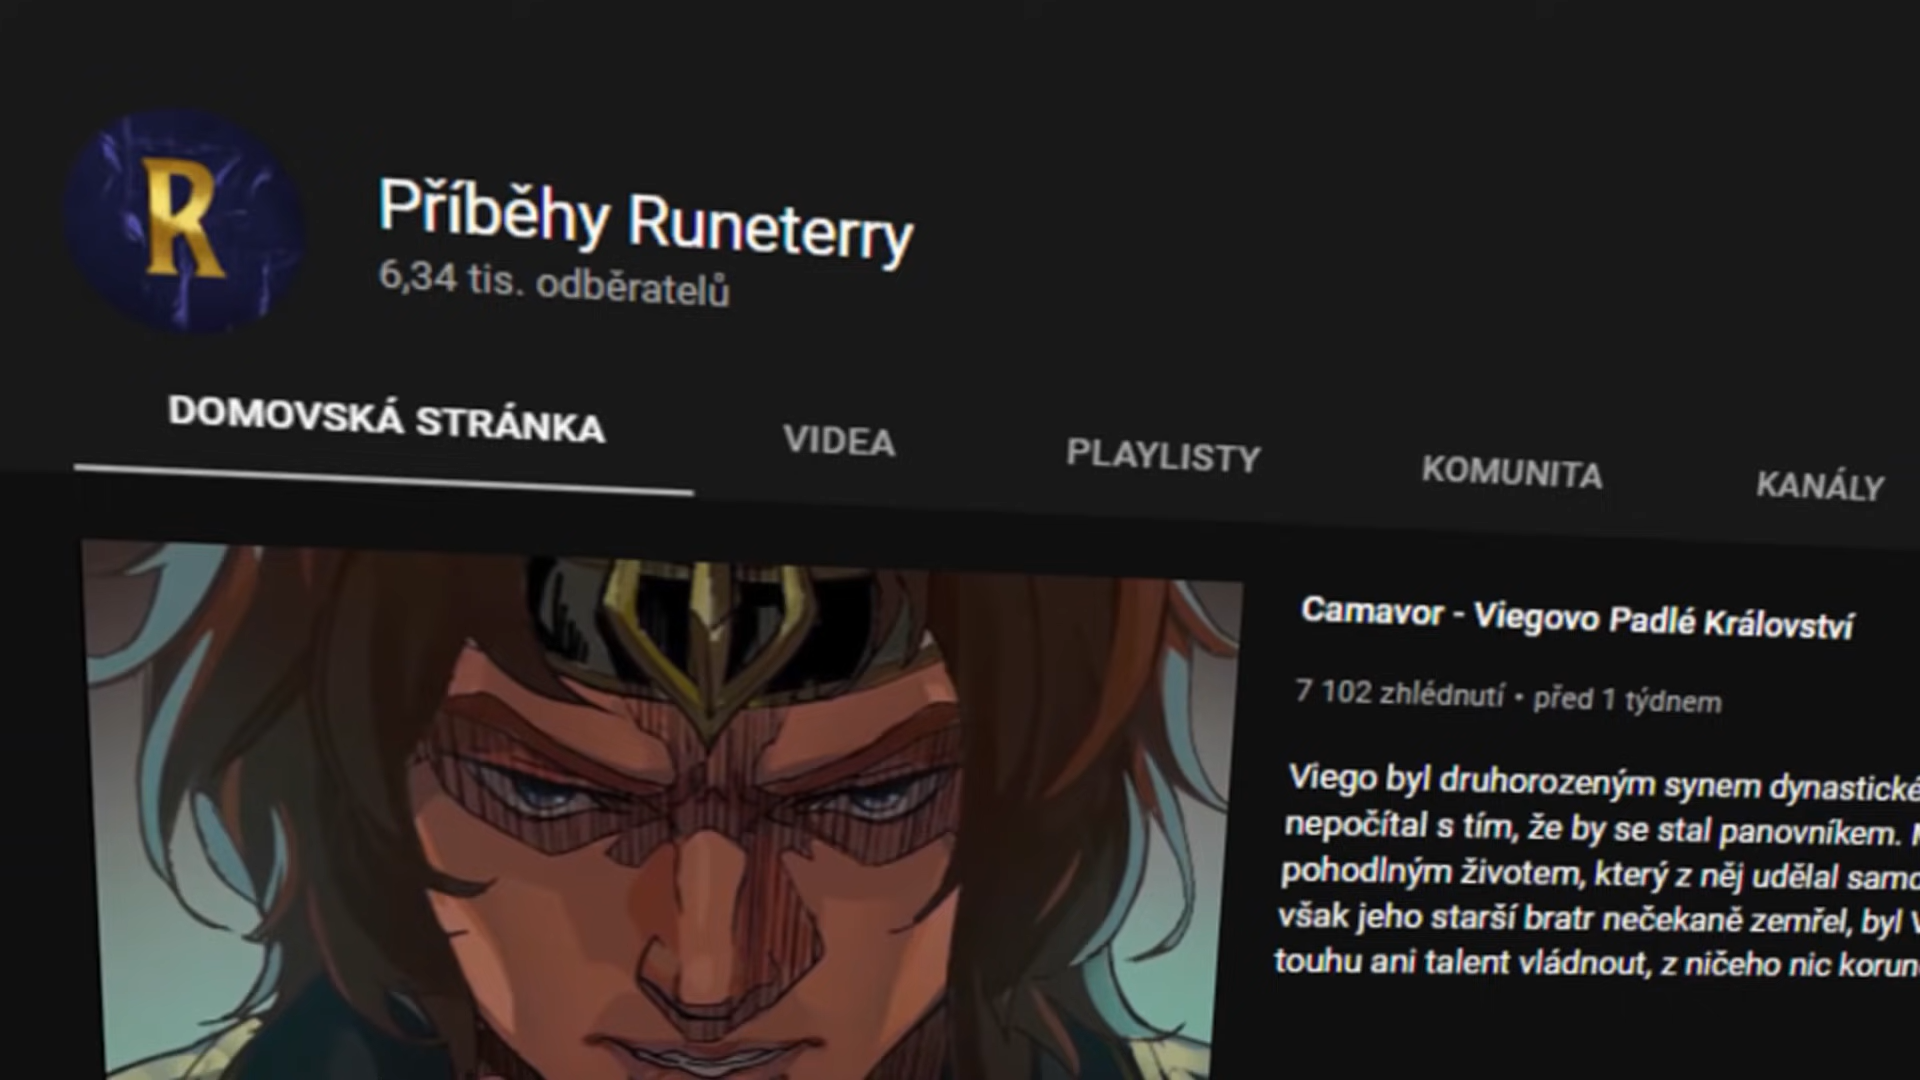 R
Příběhy Runeterry
6,34 tis. odběratelů
DOMOVSKÁ STRÁNKA
VIDEA
PLAYLISTY
KOMUNITA
KANÁLY
Camavor - Viegovo Padlé Království
7 102 zhlédnutí • před 1 týdnem
Viego byl druhorozeným synem dynastické
nepočítal s tím, že by se stal panovníkem.
pohodlným životem, který z něj udělal
však jeho starší bratr nečekaně zemřel, byl
touhu ani talent vládnout, z ničeho nic